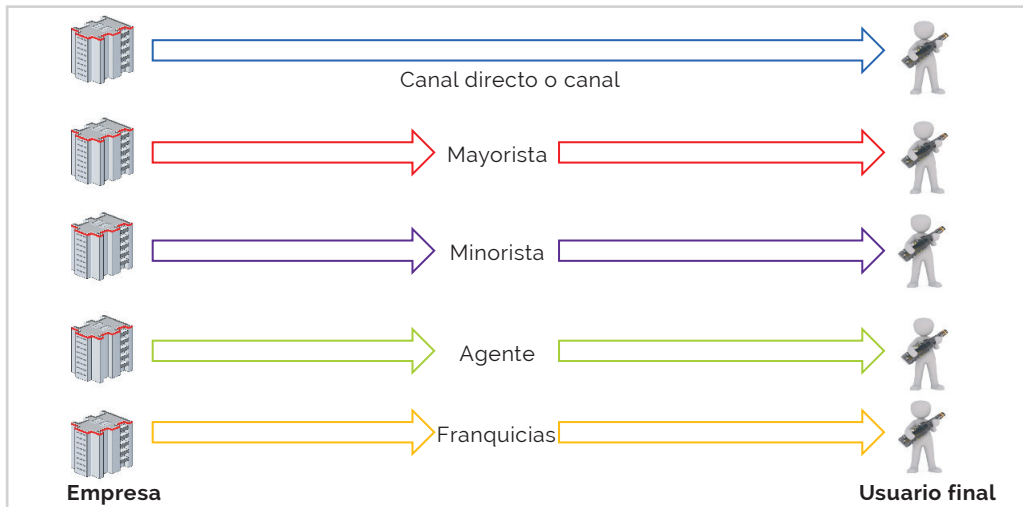 Canal directo o canal
Mayorista
Minorista
Agente
Franquicias
Empresa
Usuario final